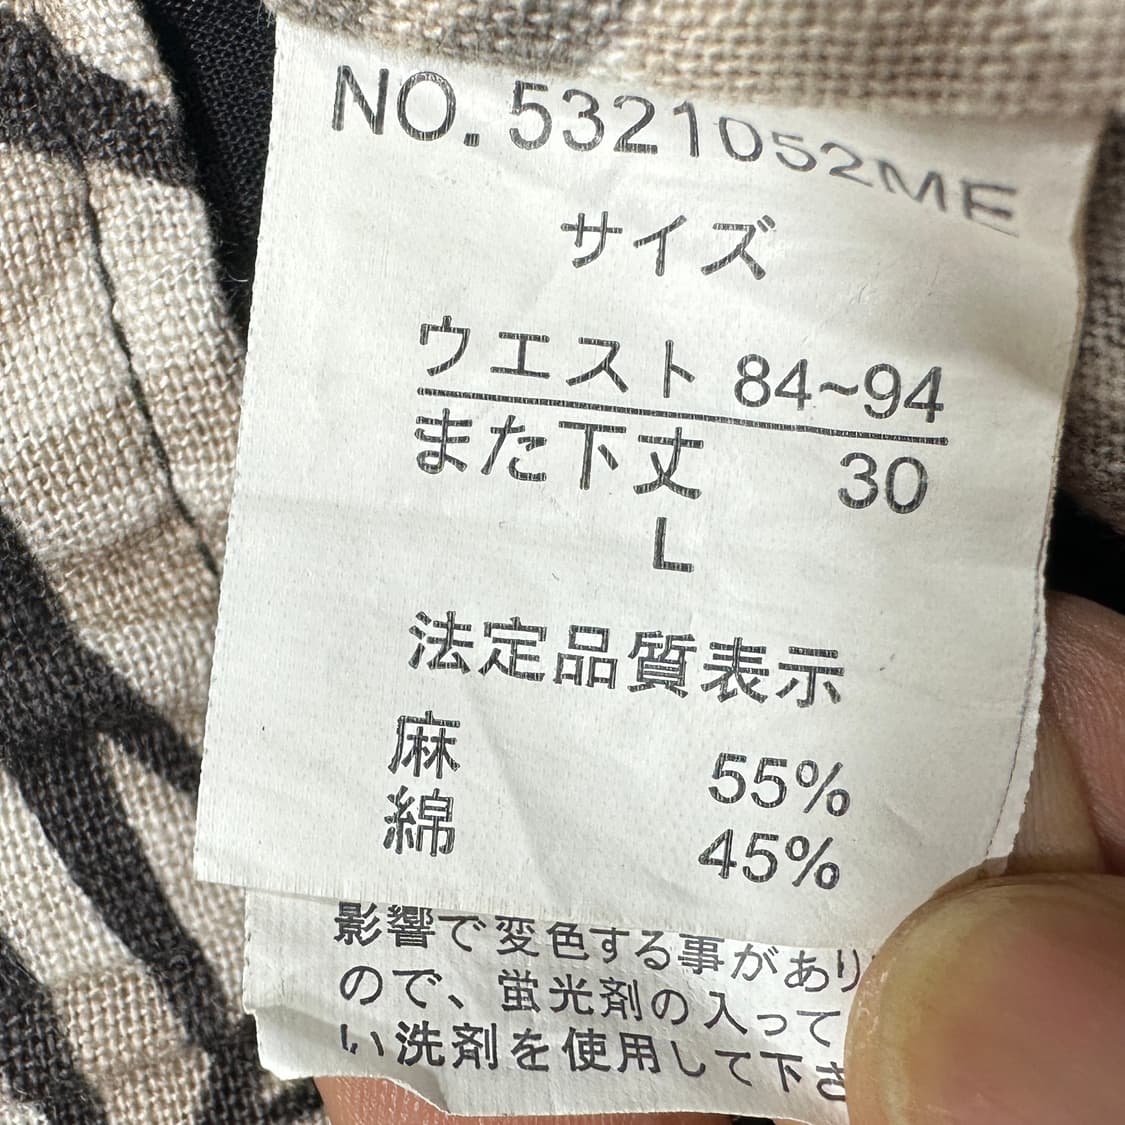 NO. 5321052ME
サイズ
ウエスト 84~94
また下丈 30
L
法定品質表示
麻 55%
綿 45%
影響で変色する事があり
ので、蛍光剤の入って
い洗剤を使用して下さ